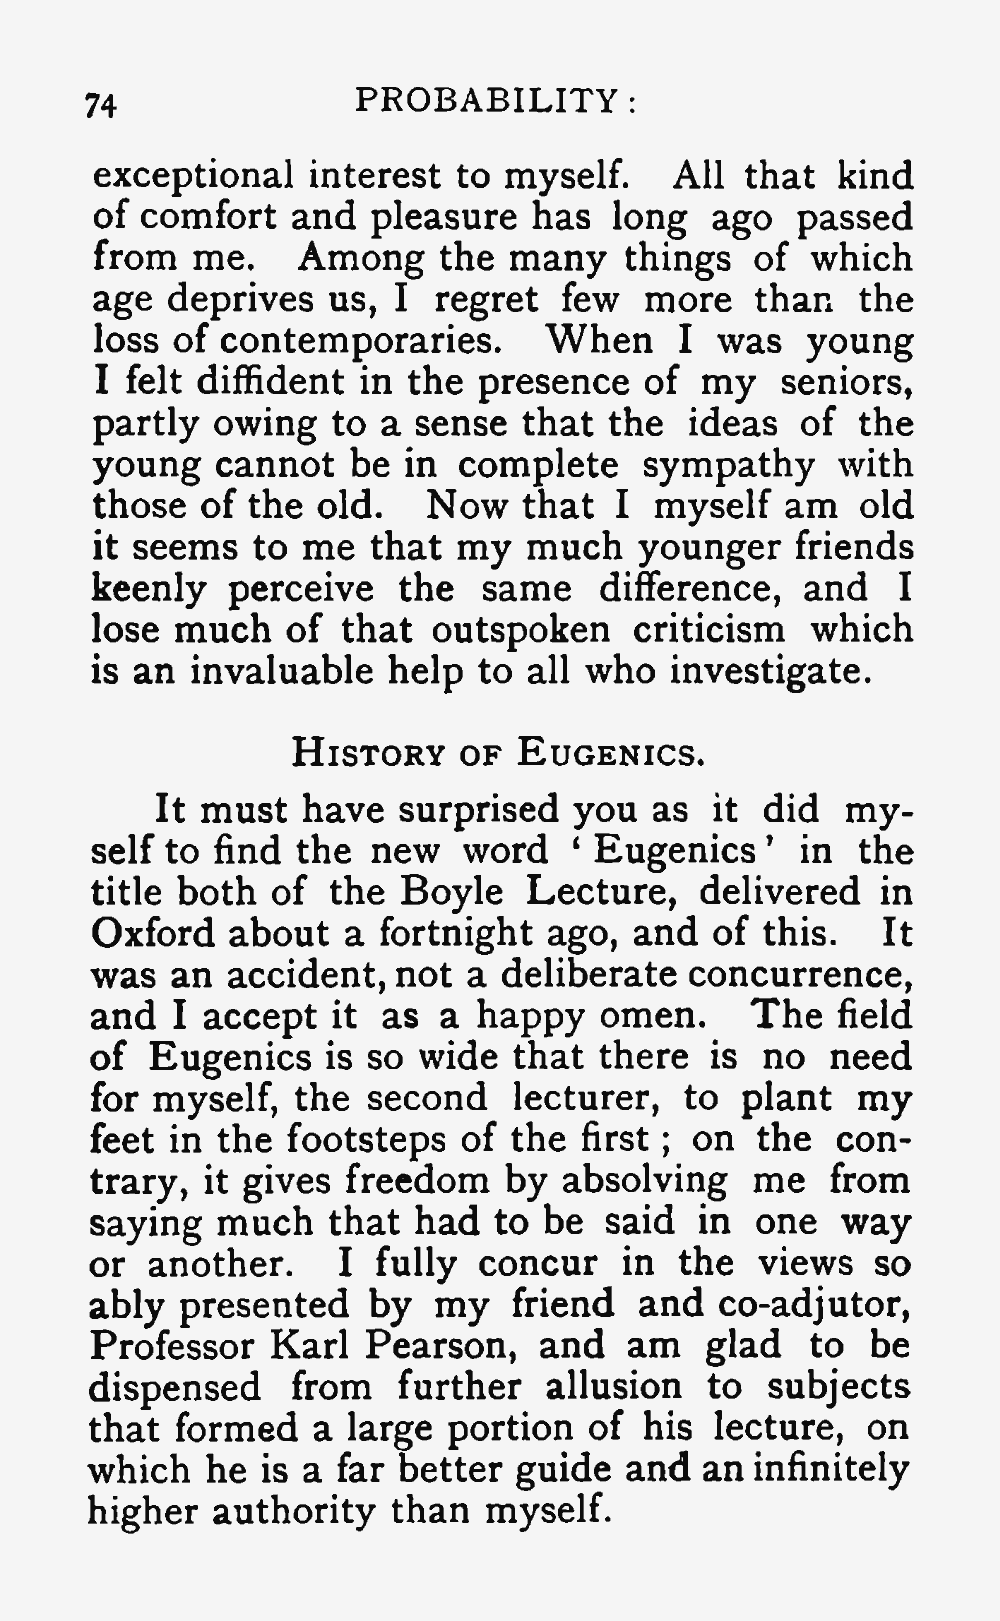 74 PROBABILITY :
exceptional interest to myself. All that kind
of comfort and pleasure has long ago passed
from me. Among the many things of which
age deprives us, I regret few more than the
loss of contemporaries. When I was young
I felt diffident in the presence of my seniors,
partly owing to a sense that the ideas of the
young cannot be in complete sympathy with
those of the old. Now that I myself am old
it seems to me that my much younger friends
keenly perceive the same difference, and I
lose much of that outspoken criticism which
is an invaluable help to all who investigate.
HISTORY OF EUGENICS.
It must have surprised you as it did my-
self to find the new word ‘ Eugenics ’ in the
title both of the Boyle Lecture, delivered in
Oxford about a fortnight ago, and of this. It
was an accident, not a deliberate concurrence,
and I accept it as a happy omen. The field
of Eugenics is so wide that there is no need
for myself, the second lecturer, to plant my
feet in the footsteps of the first ; on the con-
trary, it gives freedom by absolving me from
saying much that had to be said in one way
or another. I fully concur in the views so
ably presented by my friend and co-adjutor,
Professor Karl Pearson, and am glad to be
dispensed from further allusion to subjects
that formed a large portion of his lecture, on
which he is a far better guide and an infinitely
higher authority than myself.